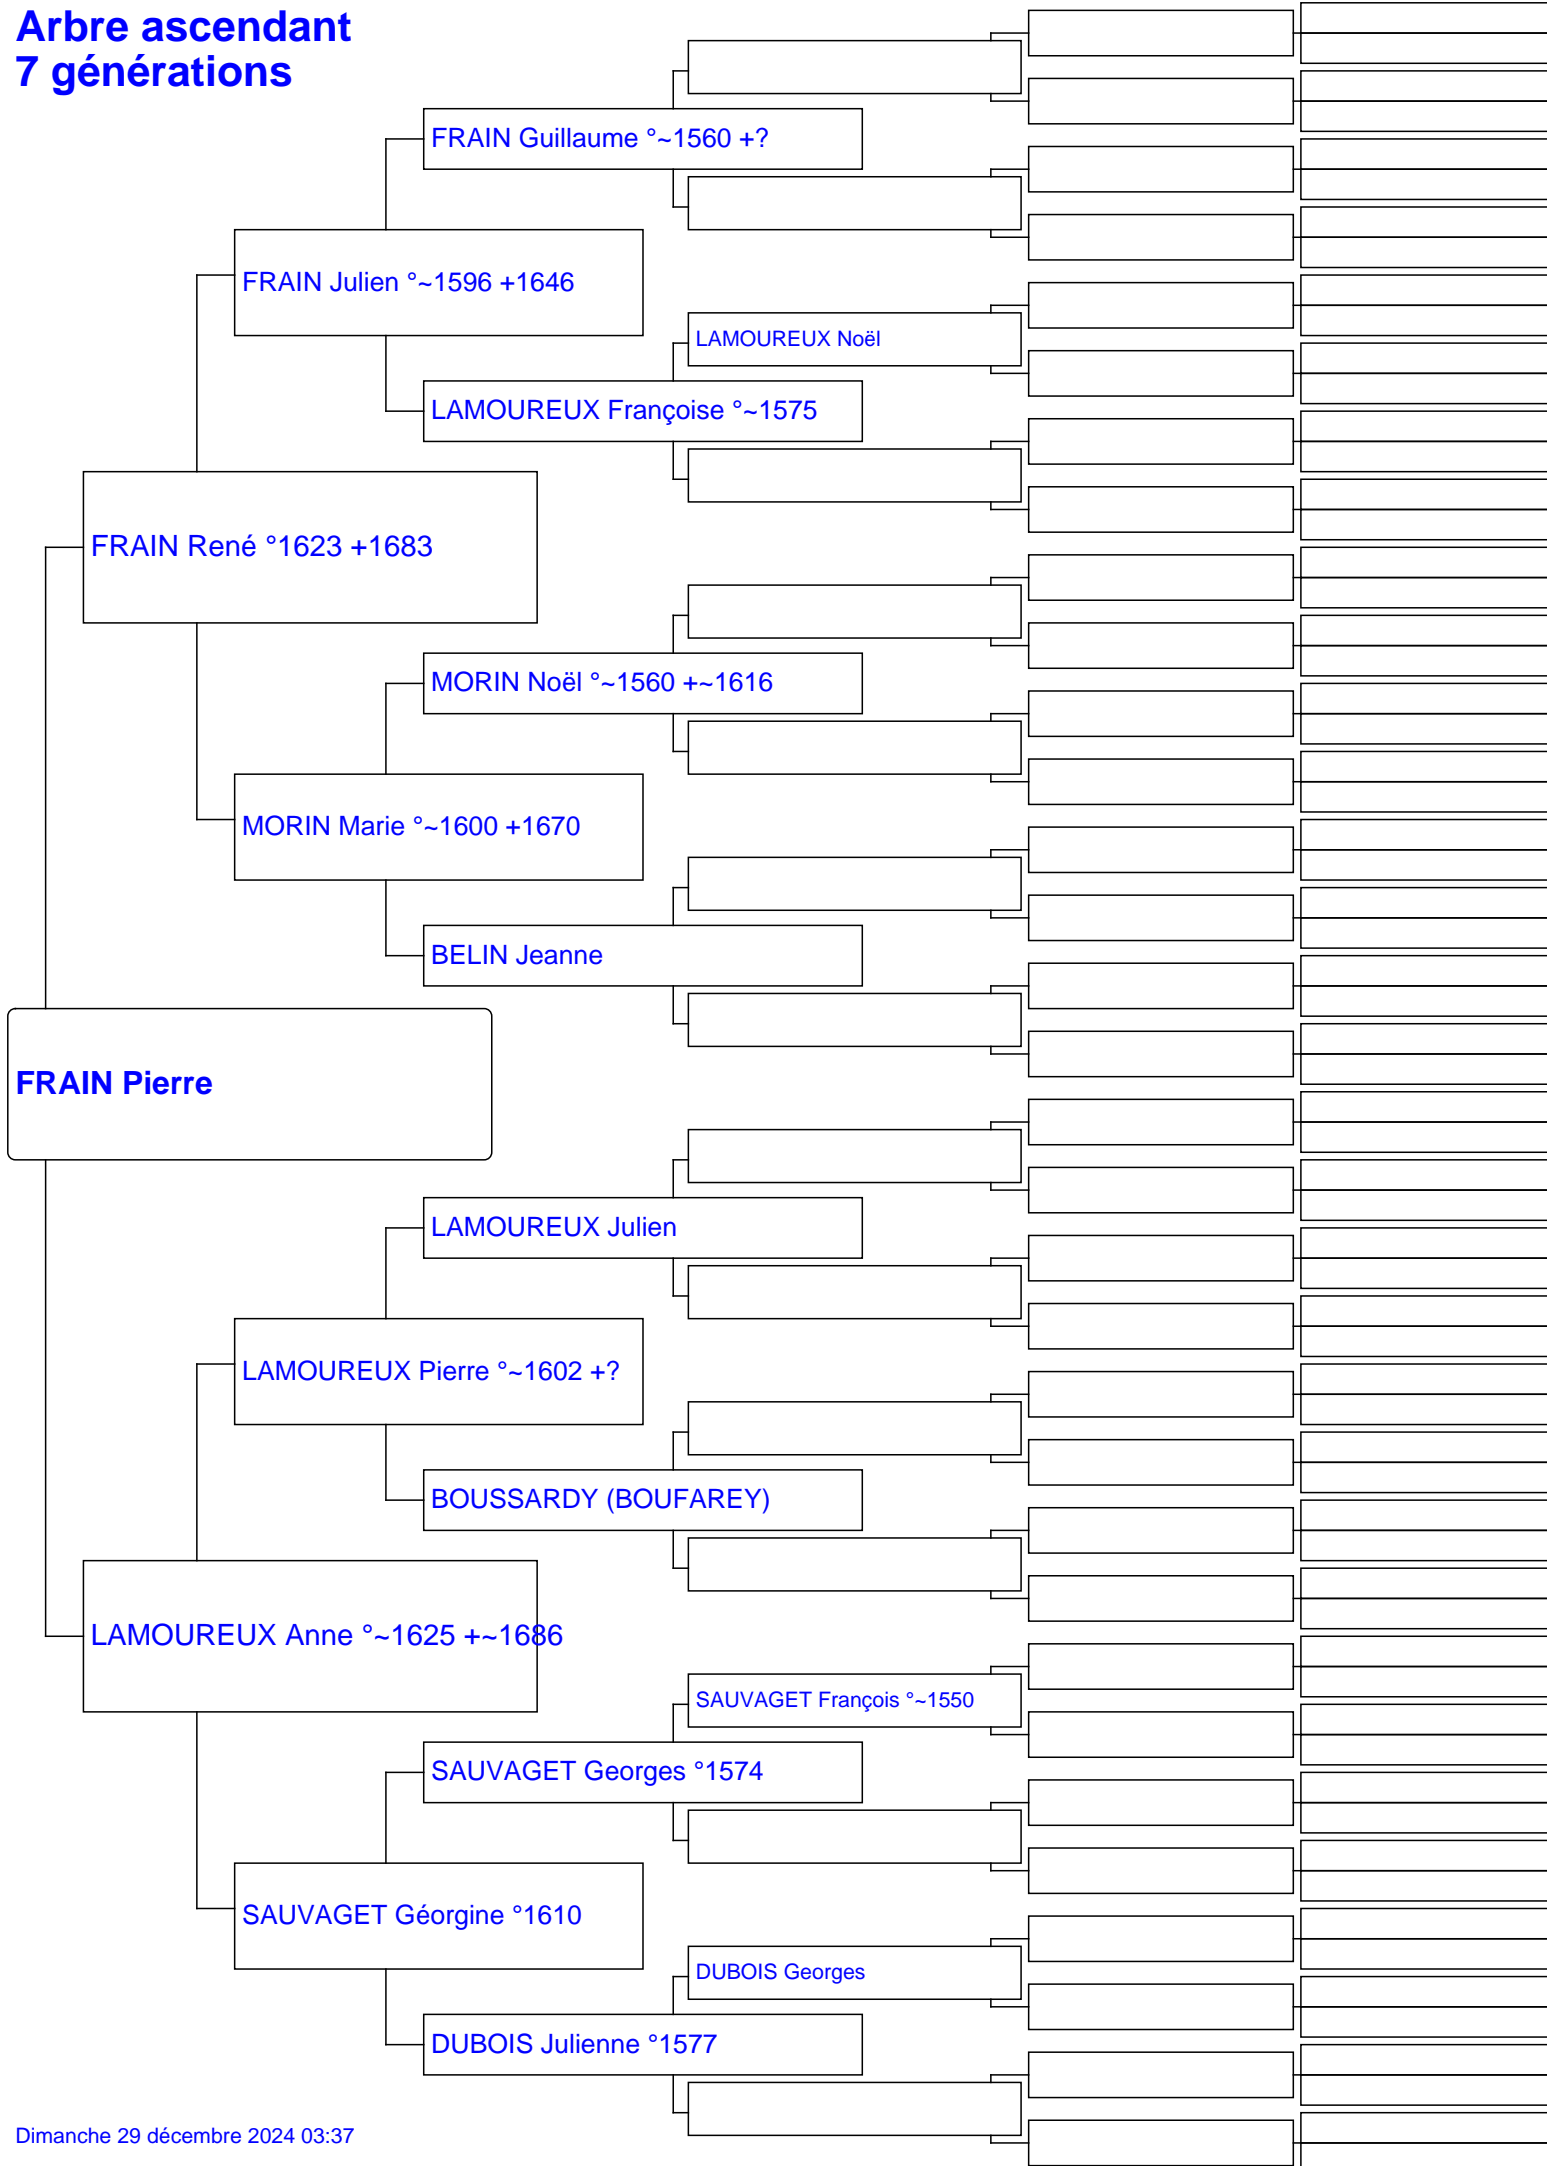 Arbre ascendant
7 générations
FRAIN Guillaume °~1560 +?
FRAIN Julien °~1596 +1646
LAMOUREUX Noël
LAMOUREUX Françoise °~1575
FRAIN René °1623 +1683
MORIN Noël °~1560 +~1616
MORIN Marie °~1600 +1670
BELIN Jeanne
FRAIN Pierre
LAMOUREUX Julien
LAMOUREUX Pierre °~1602 +?
BOUSSARDY (BOUFAREY)
LAMOUREUX Anne °~1625 +~1686
SAUVAGET François °~1550
SAUVAGET Georges °1574
SAUVAGET Géorgine °1610
DUBOIS Georges
DUBOIS Julienne °1577
Dimanche 29 décembre 2024 03:37